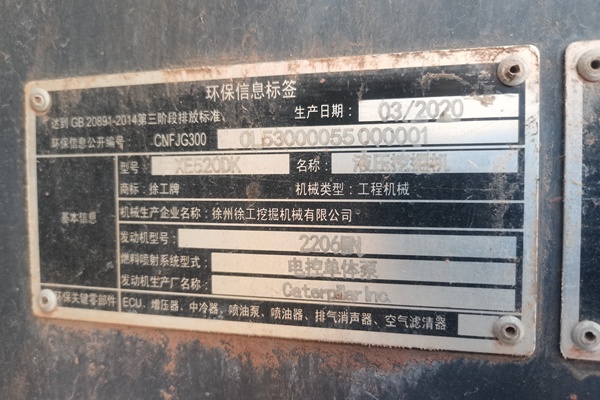 环保信息标签
达到 GB 20891-2014第三阶段排放标准、 生产日期： 03/2020
环保信息公开编号： CNFJG300 0L53000055 000001
基本信息
型号： XE520DK 名称： 液压挖掘机
商标：徐工牌 机械类型：工程机械
机械生产企业名称：徐州徐工挖掘机械有限公司
发动机型号：
燃料喷射系统型式： 电控单体泵
发动机生产厂名称： Caterpillar Inc.
环保关键零部件 ECU、增压器、中冷器、喷油泵、喷油器、排气消声器、空气滤清器